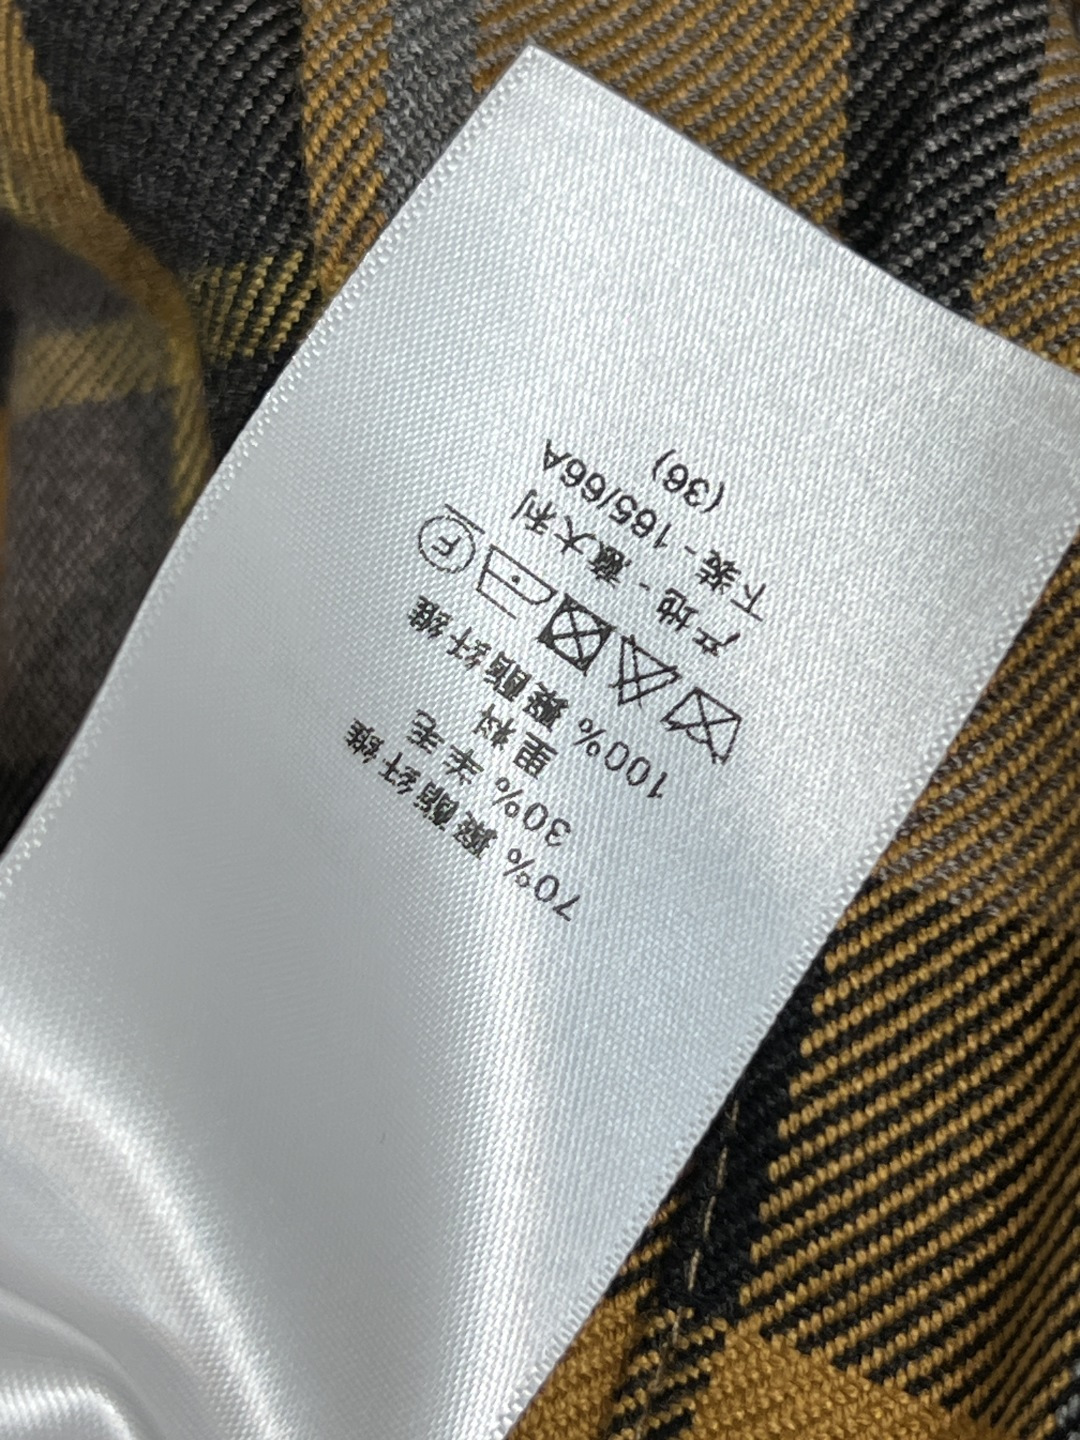 70% 聚酯纤维
30% 羊毛
里料
100% 聚酯纤维
F
产地 - 意大利
下装 - 165/66A
(36)